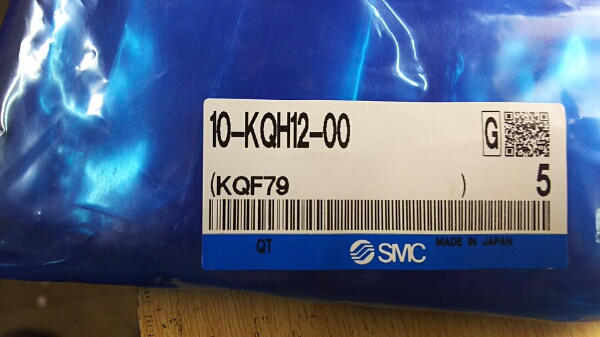 10-KQH12-00
G
(KQF79 )
5
QT SMC MADE IN JAPAN